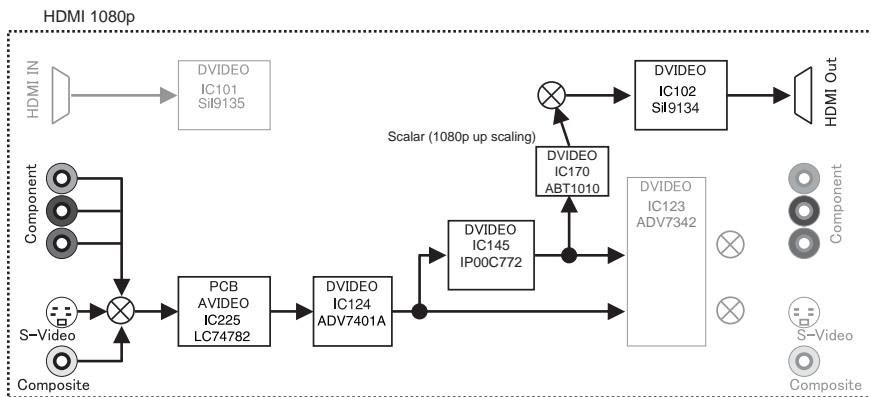 HDMI 1080p
HDMI IN
DVIDEO
IC101
SiI9135
DVIDEO
IC102
SiI9134
HDMI Out
Scalar (1080p up scaling)
DVIDEO
IC170
ABT1010
Component
DVIDEO
IC145
IP00C772
DVIDEO
IC123
ADV7342
Component
PCB
AVIDEO
IC225
LC74782
DVIDEO
IC124
ADV7401A
S-Video
Composite
S-Video
Composite